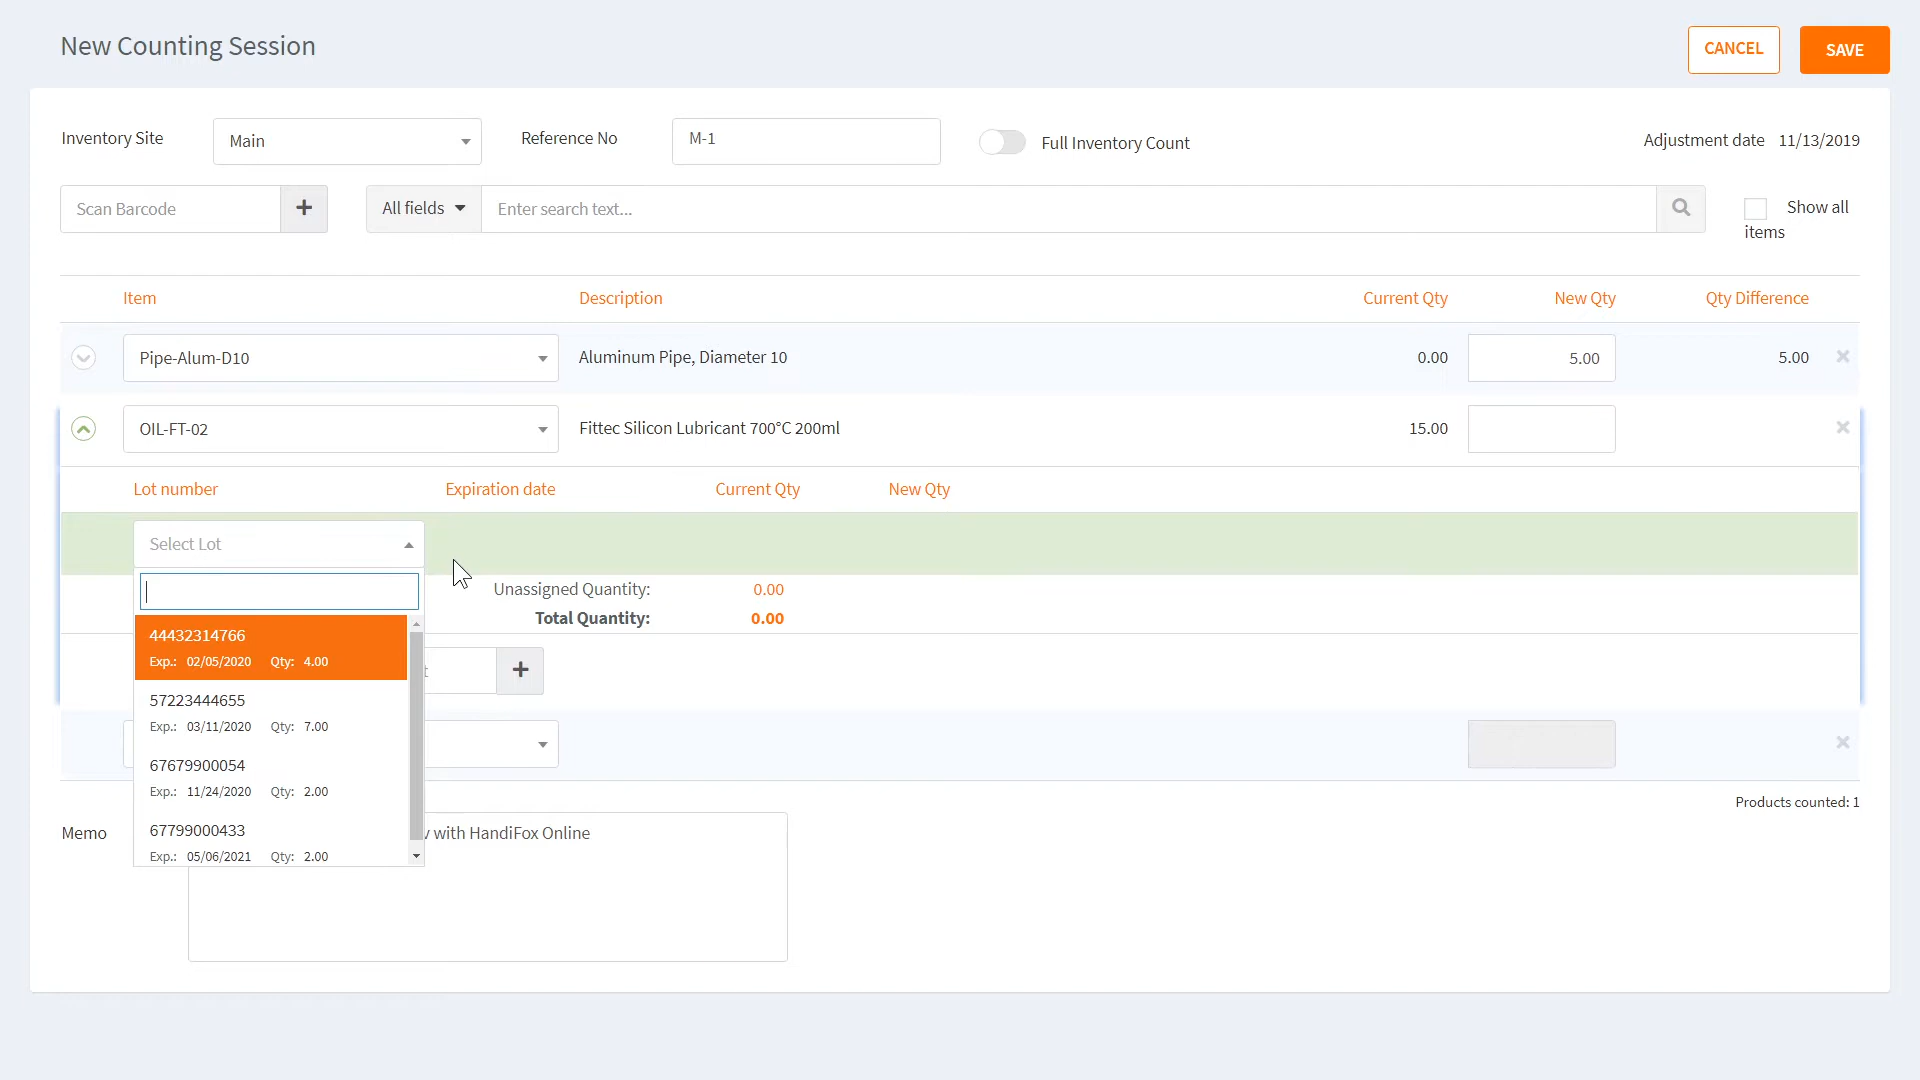 New Counting Session
CANCEL
SAVE
Inventory Site
Main
Reference No
M-1
Full Inventory Count
Adjustment date 11/13/2019
Scan Barcode
All fields
Enter search text...
Show all
items
Item
Description
Current Qty
New Qty
Qty Difference
Pipe-Alum-D10
Aluminum Pipe, Diameter 10
0.00
5.00
5.00
OIL-FT-02
Fittec Silicon Lubricant 700°C 200ml
15.00
Lot number
Expiration date
Current Qty
New Qty
Select Lot
Unassigned Quantity: 0.00
Total Quantity: 0.00
44432314766
Exp.: 02/05/2020 Qty: 4.00
57223444655
Exp.: 03/11/2020 Qty: 7.00
67679900054
Exp.: 11/24/2020 Qty: 2.00
67799000433
Exp.: 05/06/2021 Qty: 2.00
Products counted: 1
Memo
with HandiFox Online